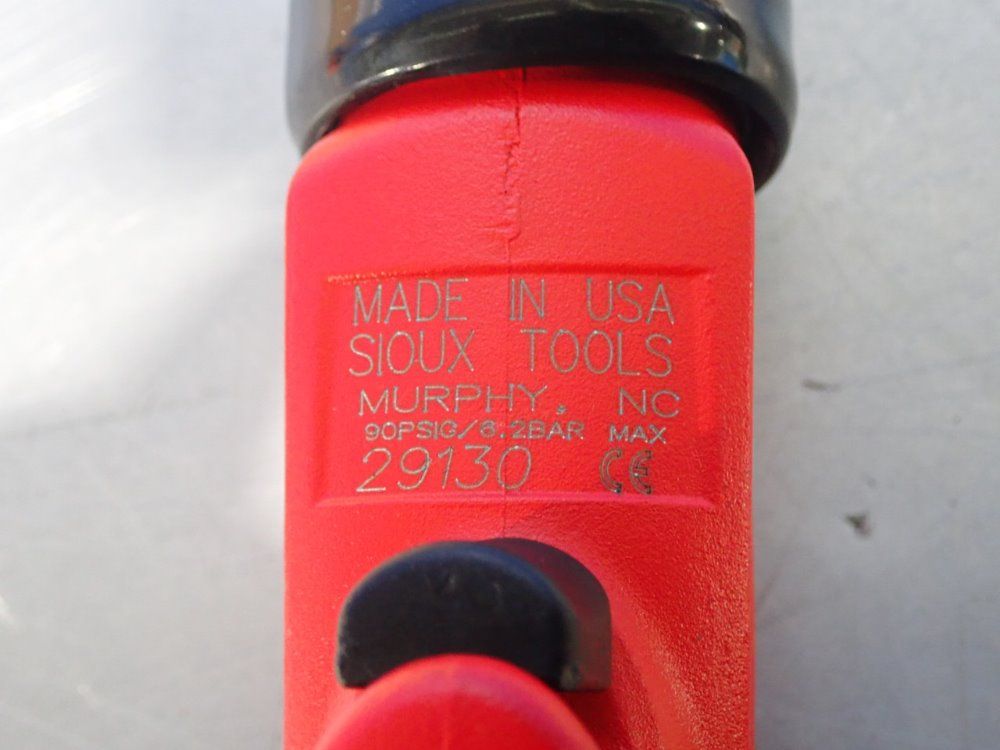 MADE IN USA
SIOUX TOOLS
MURPHY, NC
90PSIG/6.2BAR MAX
29130 CE